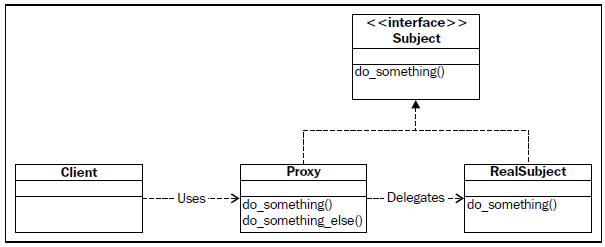 <<interface>>
Subject
do_something()
Client
Proxy
RealSubject
Uses
Delegates
do_something()
do_something_else()
do_something()